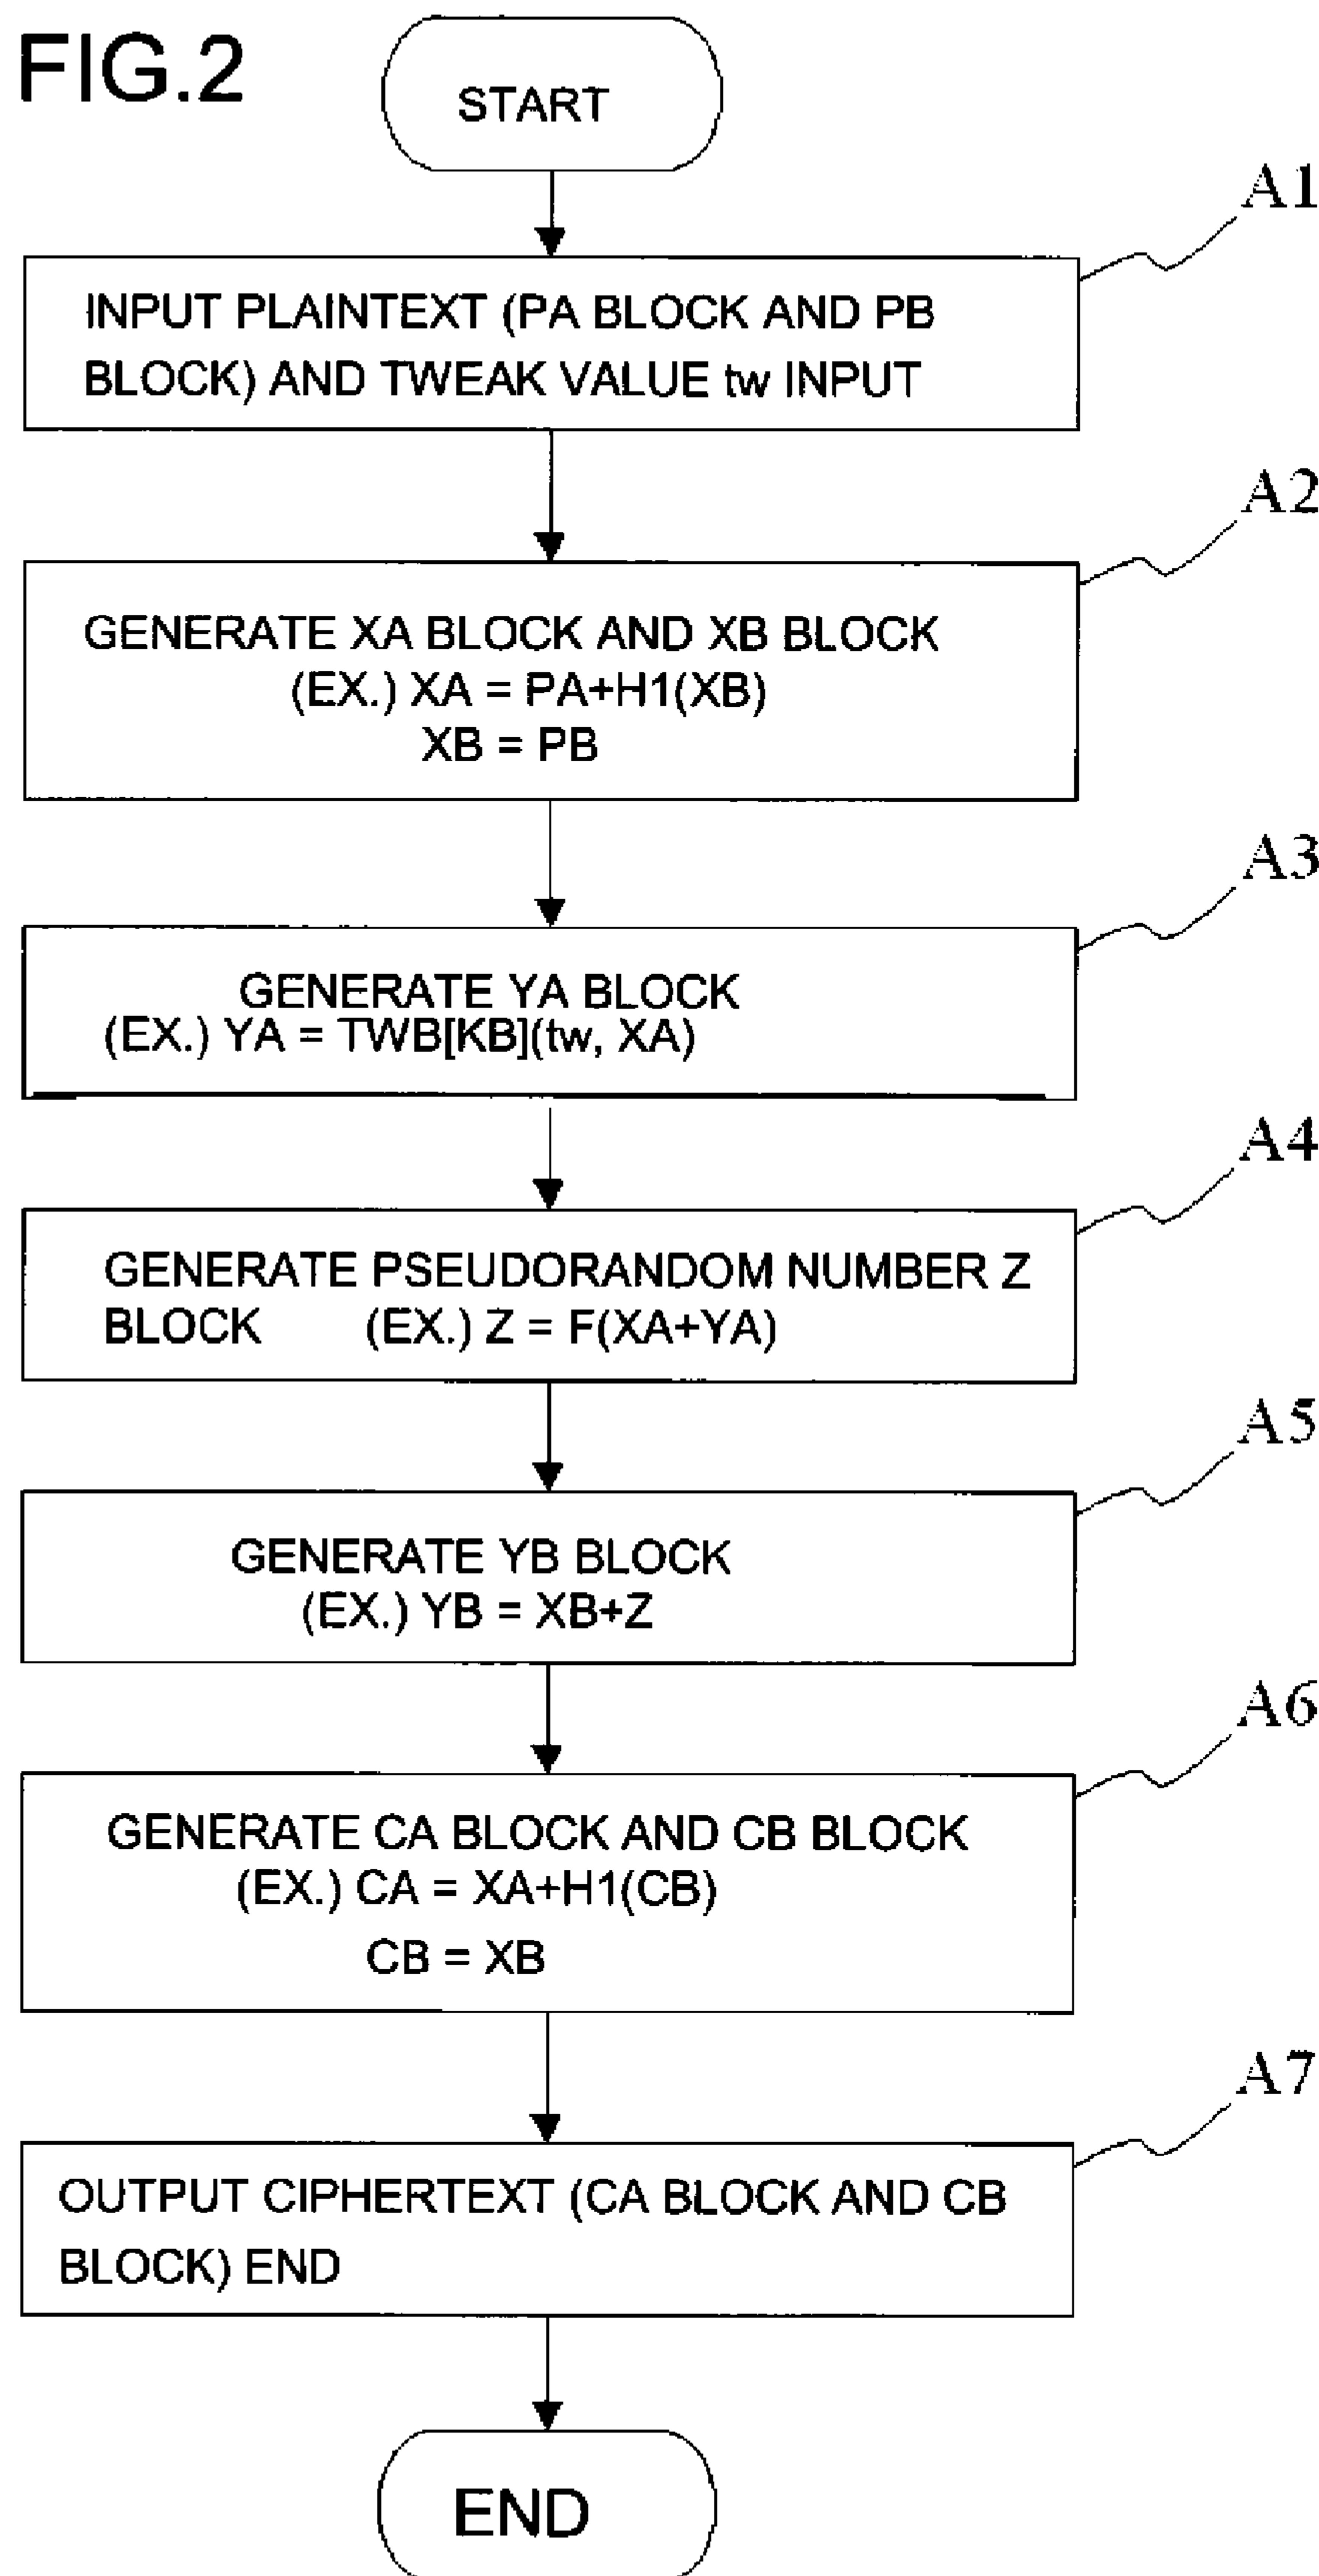 FIG.2
START
A1
INPUT PLAINTEXT (PA BLOCK AND PB
BLOCK) AND TWEAK VALUE tw INPUT
A2
GENERATE XA BLOCK AND XB BLOCK
(EX.) XA = PA+H1(XB)
XB = PB
A3
GENERATE YA BLOCK
(EX.) YA = TWB[KB](tw, XA)
A4
GENERATE PSEUDORANDOM NUMBER Z
BLOCK (EX.) Z = F(XA+YA)
A5
GENERATE YB BLOCK
(EX.) YB = XB+Z
A6
GENERATE CA BLOCK AND CB BLOCK
(EX.) CA = XA+H1(CB)
CB = XB
A7
OUTPUT CIPHERTEXT (CA BLOCK AND CB
BLOCK) END
END